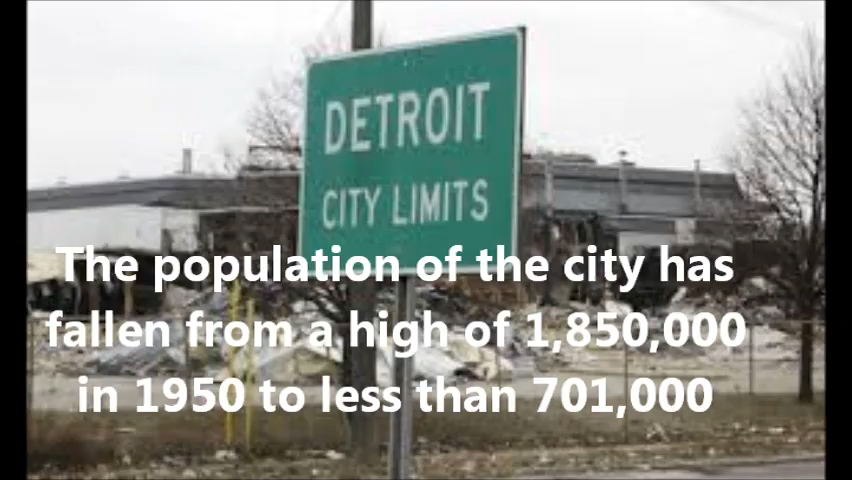 DETROIT
CITY LIMITS
The population of the city has
fallen from a high of 1,850,000
in 1950 to less than 701,000